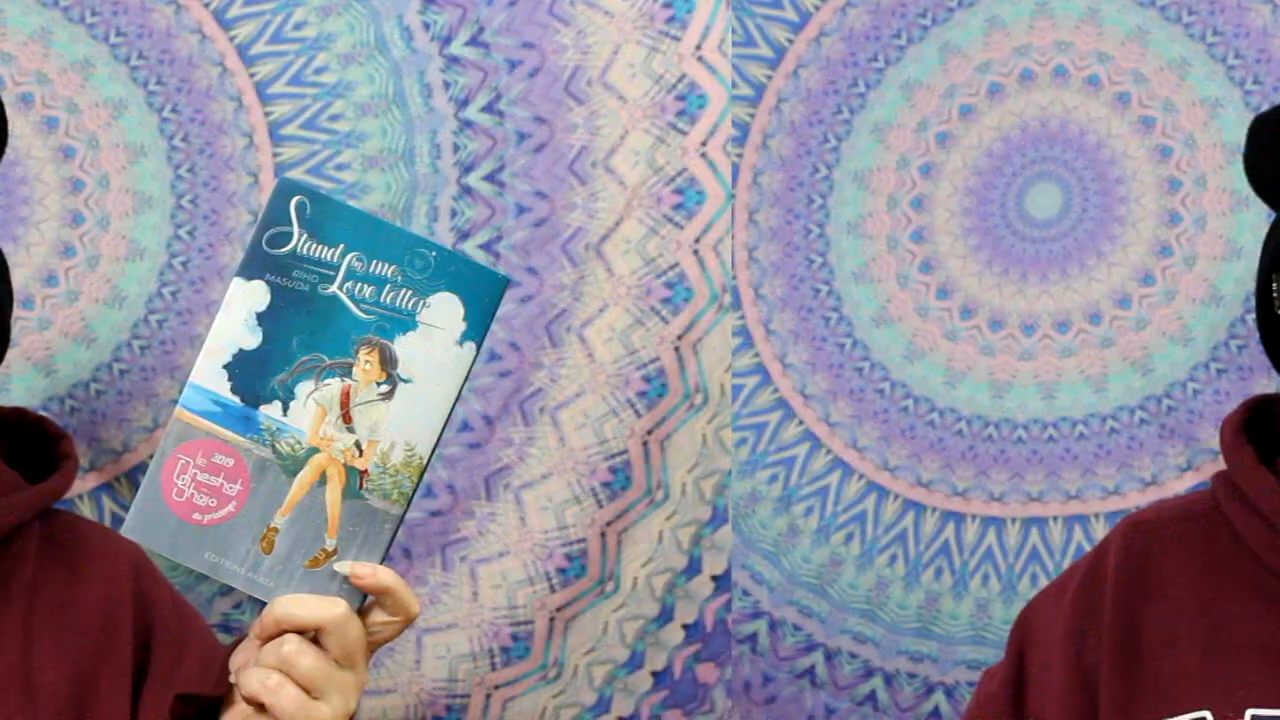 Stand by me,
Love letter
RIHO
MASUDA
2019
le
Oneshot
Shojo
du printemps
EDITIONS AKATA